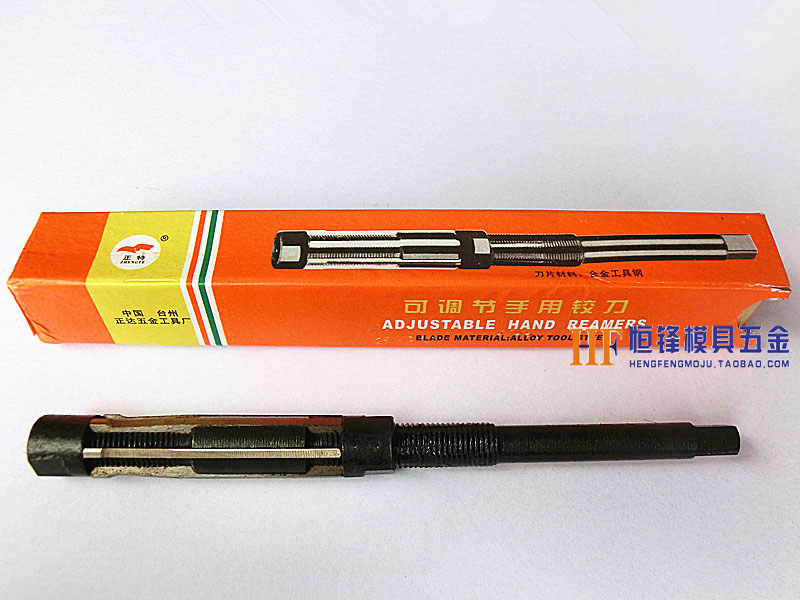 正特
ZHENGTE
®
中国 台州
正达五金工具厂
刀片材料：合金工具钢
可调节手用铰刀
ADJUSTABLE HAND REAMERS
BLADE MATERIAL:ALLOY TOOL STEEL
HF 恒锋模具五金
HENGFENGMOJU.TAOBAO.COM